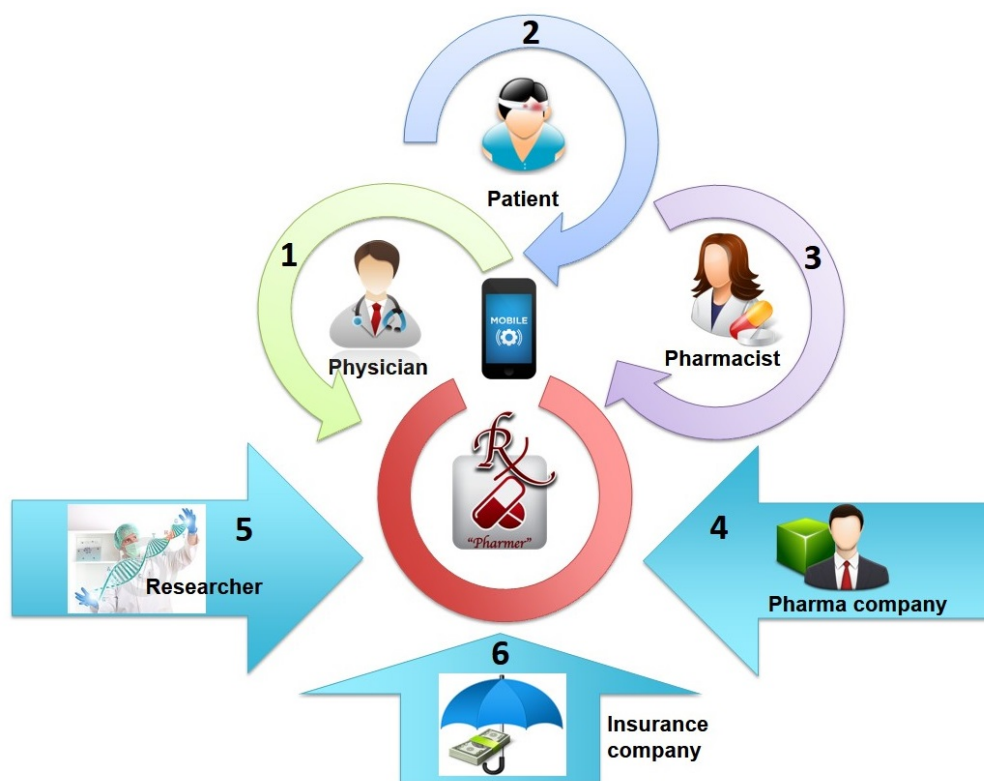 2
Patient
1
3
MOBILE
Physician
Pharmacist
Rx
"Pharmer"
5
4
Researcher
Pharma company
6
Insurance
company